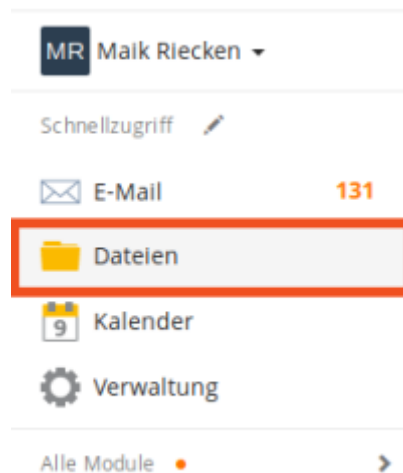 MR Maik Riecken
Schnellzugriff
E-Mail 131
Dateien
9 Kalender
Verwaltung
Alle Module